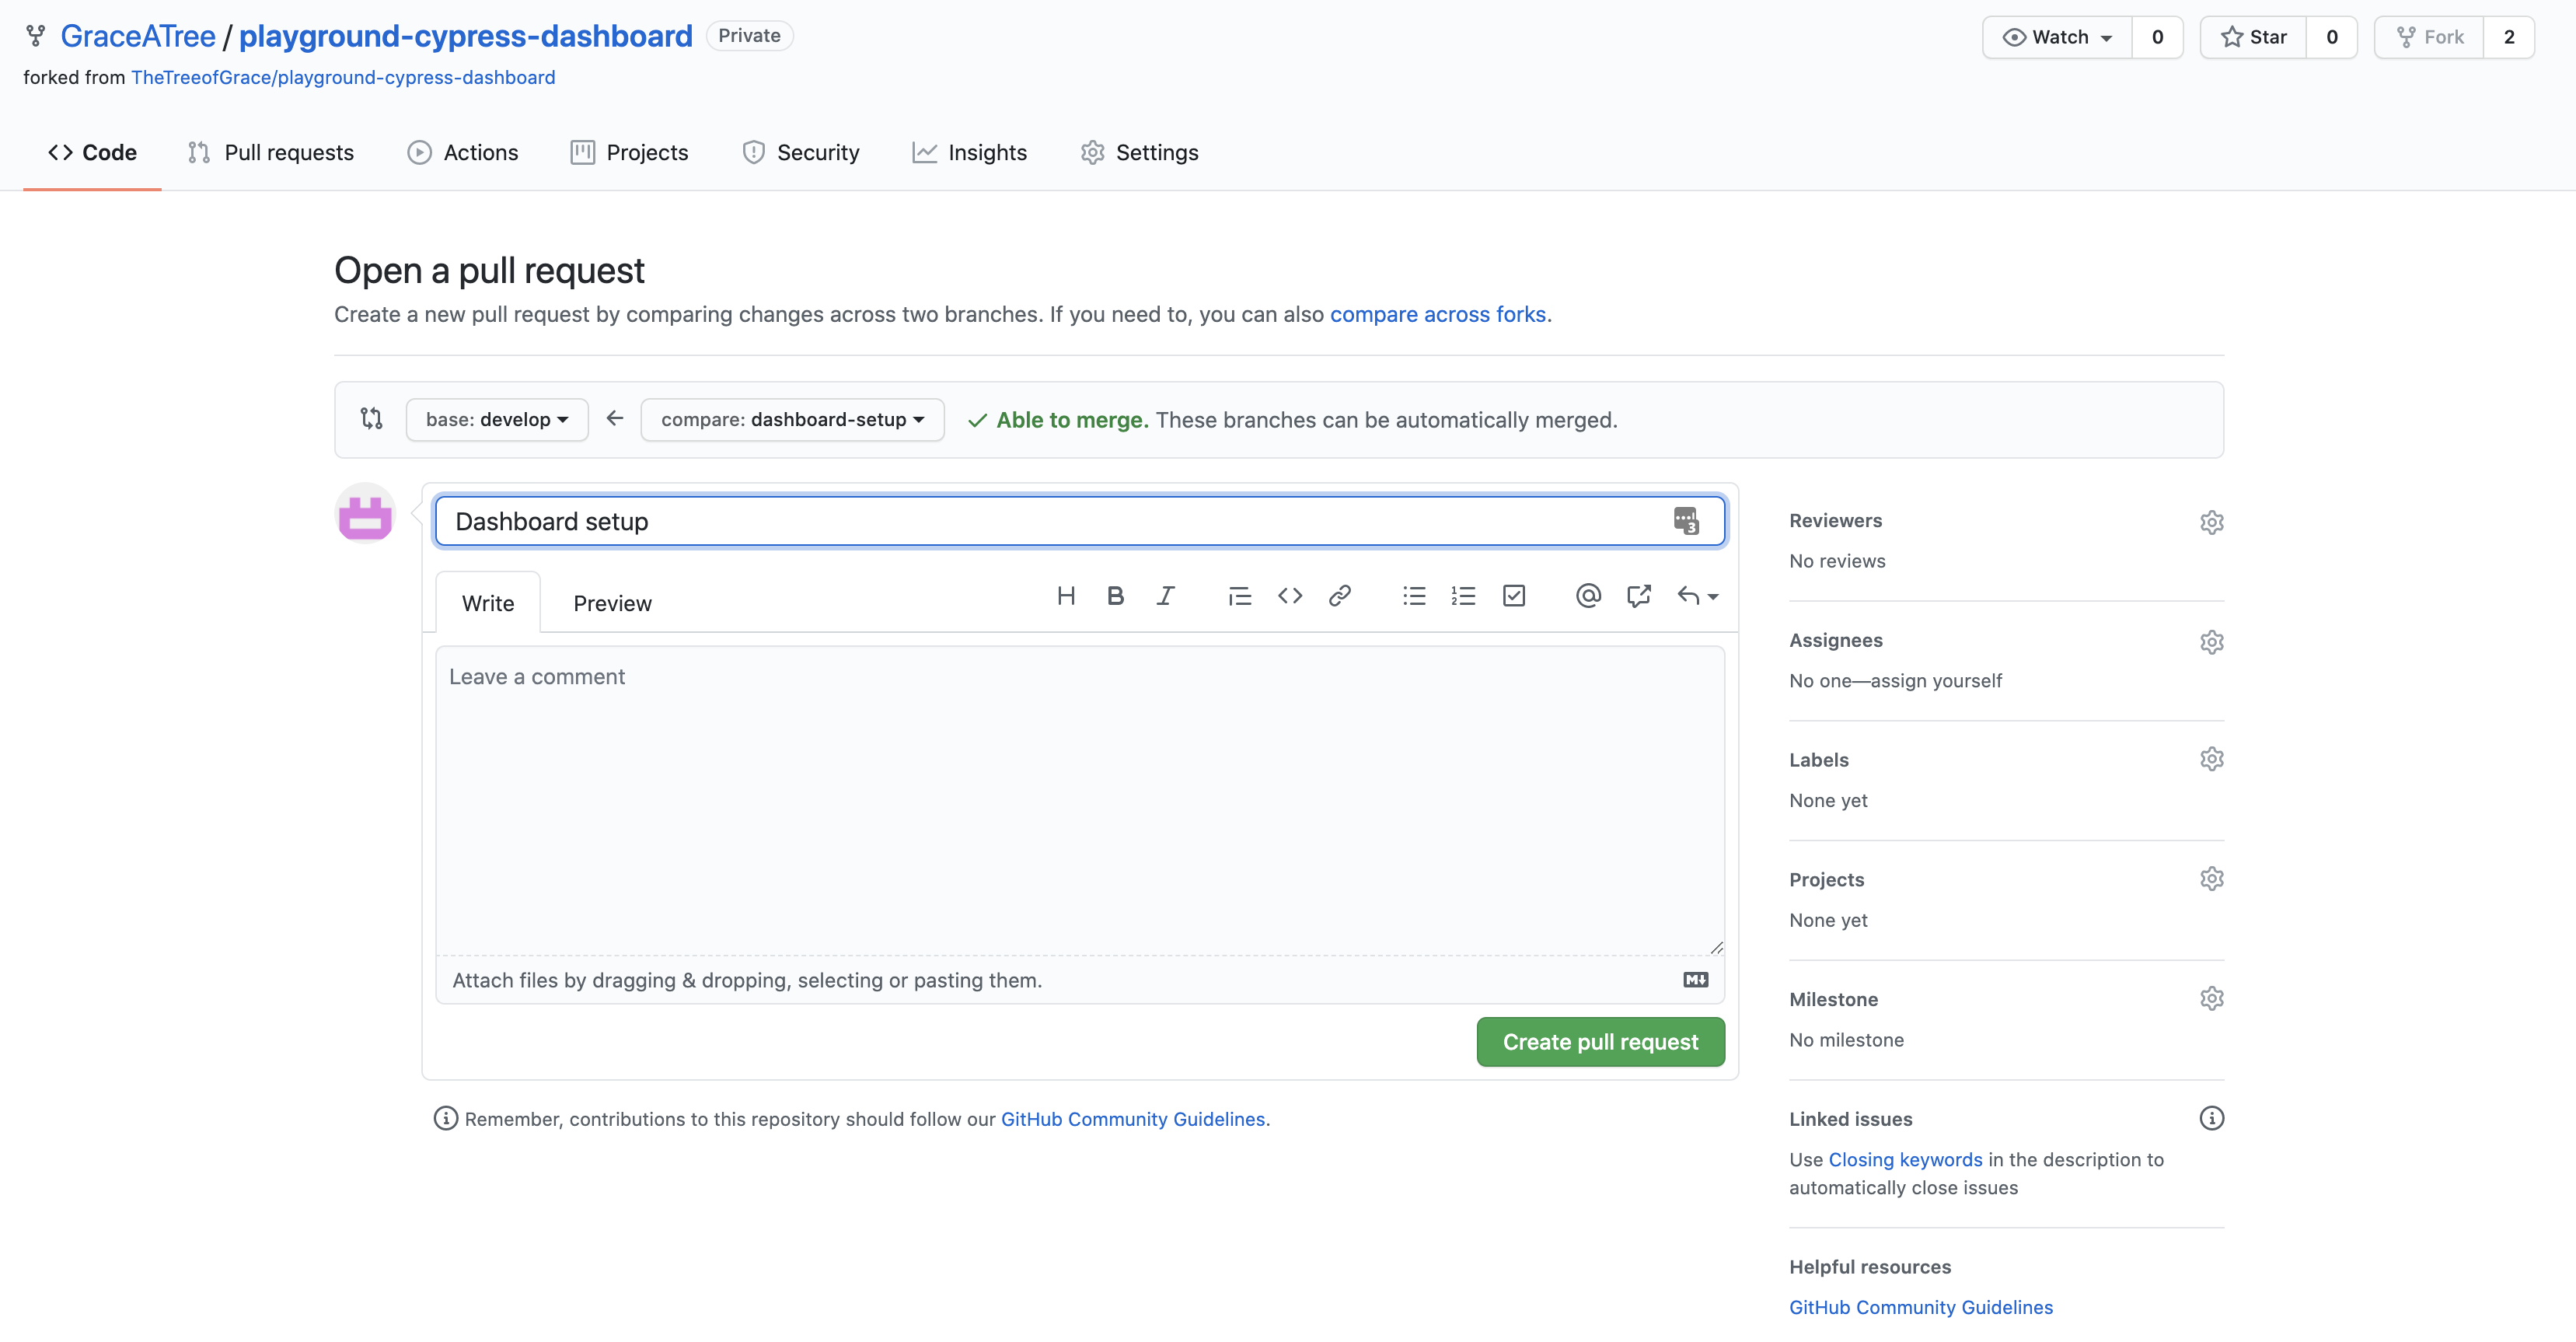 GraceATree / playground-cypress-dashboard Private
Watch 0 Star 0 Fork 2
forked from TheTreeofGrace/playground-cypress-dashboard
Code Pull requests Actions Projects Security Insights Settings
Open a pull request
Create a new pull request by comparing changes across two branches. If you need to, you can also compare across forks.
base: develop compare: dashboard-setup Able to merge. These branches can be automatically merged.
Dashboard setup
3
Write Preview
H B I
Leave a comment
Attach files by dragging & dropping, selecting or pasting them.
M
Create pull request
Remember, contributions to this repository should follow our GitHub Community Guidelines.
Reviewers
No reviews
Assignees
No one—assign yourself
Labels
None yet
Projects
None yet
Milestone
No milestone
Linked issues
Use Closing keywords in the description to
automatically close issues
Helpful resources
GitHub Community Guidelines